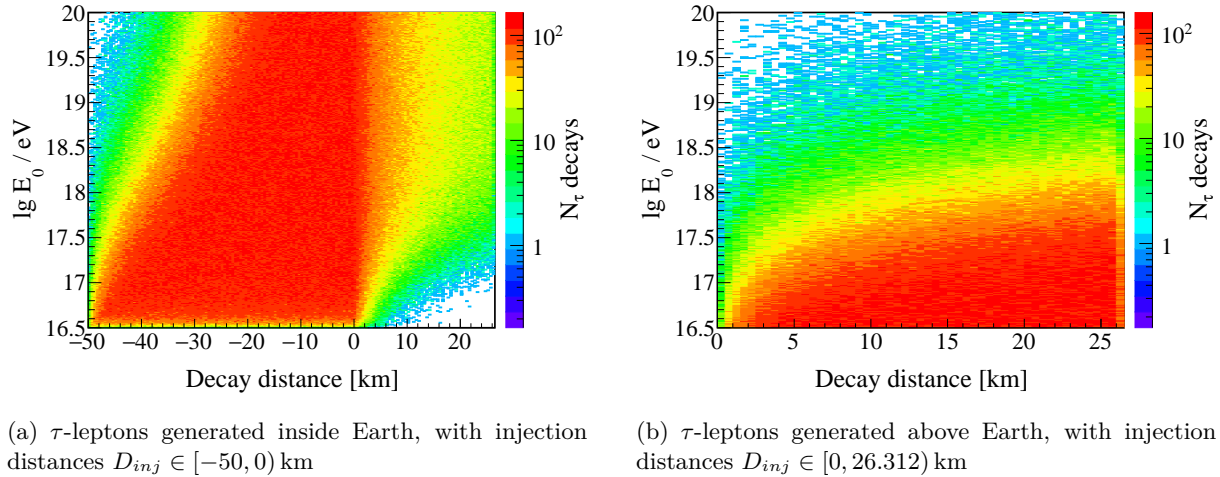 20
19.5
19
18.5
18
17.5
17
16.5
lg E₀ / eV
−50 −40 −30 −20 −10 0 10 20
Decay distance [km]
10²
10
1
N_τ decays
20
19.5
19
18.5
18
17.5
17
16.5
lg E₀ / eV
0 5 10 15 20 25
Decay distance [km]
10²
10
1
N_τ decays
(a) τ-leptons generated inside Earth, with injection
distances D_inj ∈ [−50, 0) km
(b) τ-leptons generated above Earth, with injection
distances D_inj ∈ [0, 26.312) km